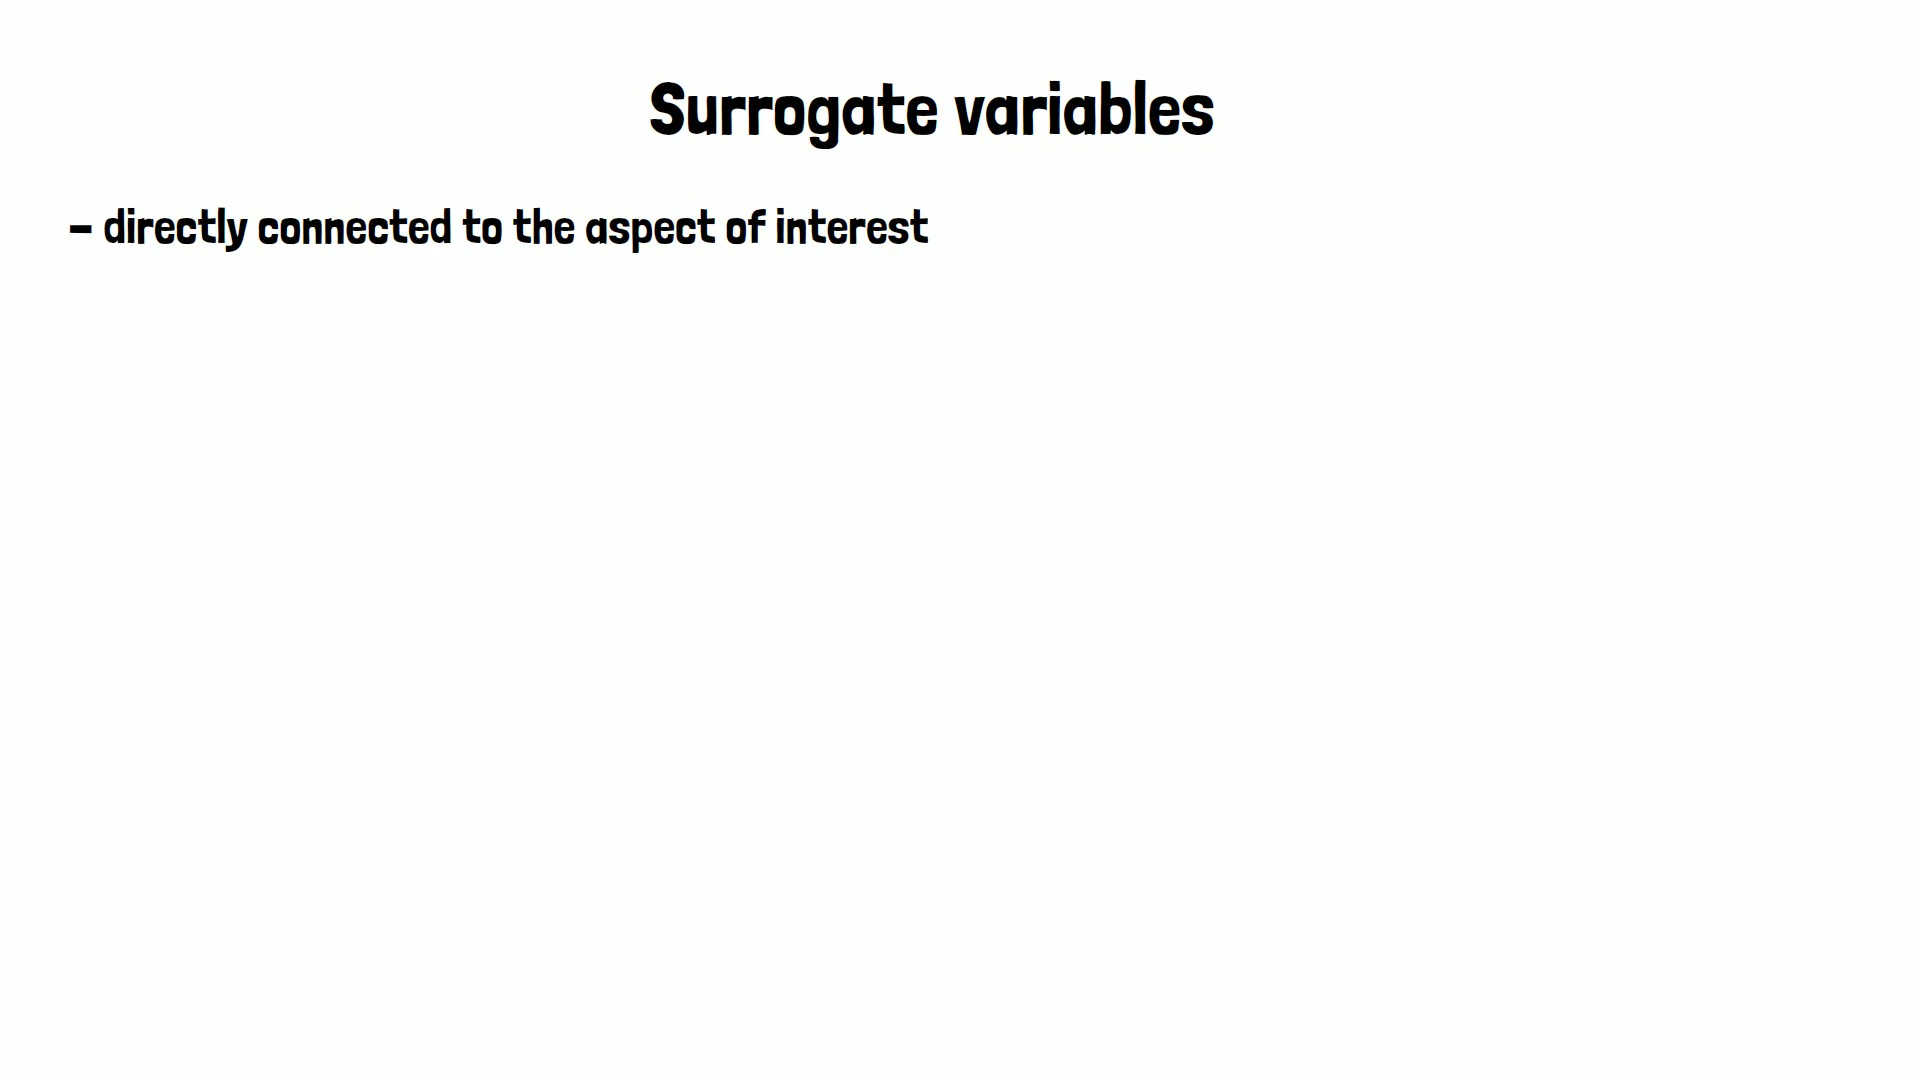 Surrogate variables
- directly connected to the aspect of interest